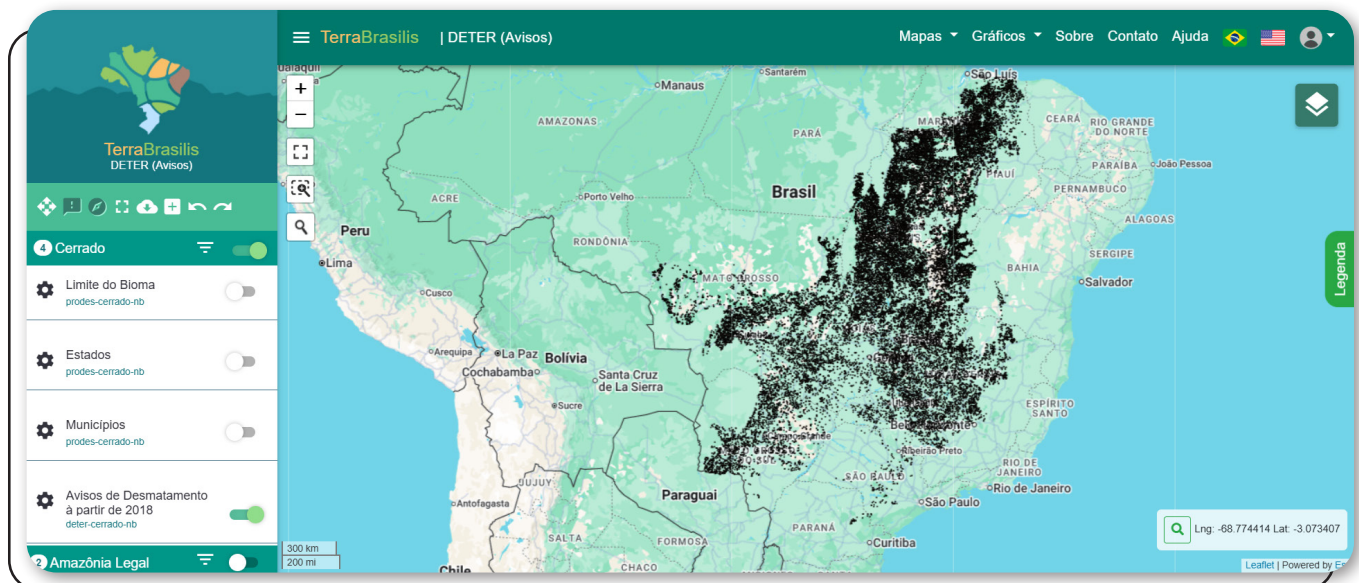 TerraBrasilis | DETER (Avisos)
Mapas Gráficos Sobre Contato Ajuda
TerraBrasilis
DETER (Avisos)
4 Cerrado
Limite do Bioma
prodes-cerrado-nb
Estados
prodes-cerrado-nb
Municípios
prodes-cerrado-nb
Avisos de Desmatamento
à partir de 2018
deter-cerrado-nb
2 Amazônia Legal
+
−
Santarém
São Luís
Manaus
AMAZONAS
PARÁ
CEARÁ
RIO GRANDE
DO NORTE
PARAÍBA
João Pessoa
PIAUÍ
PERNAMBUCO
ACRE
Porto Velho
Brasil
ALAGOAS
Peru
RONDÔNIA
SERGIPE
Lima
MATO GROSSO
BAHIA
Salvador
Cusco
Arequipa
La Paz
Bolívia
Cochabamba
Santa Cruz
de La Sierra
Sucre
ESPÍRITO
SANTO
Campo Grande
Ribeirão Preto
RIO DE
JANEIRO
SÃO PAULO
Rio de Janeiro
JUJUY
Paraguai
São Paulo
Antofagasta
PARANÁ
SALTA
FORMOSA
Curitiba
CHACO
Chile
300 km
200 mi
Legenda
Lng: -68.774414 Lat: -3.073407
Leaflet | Powered by